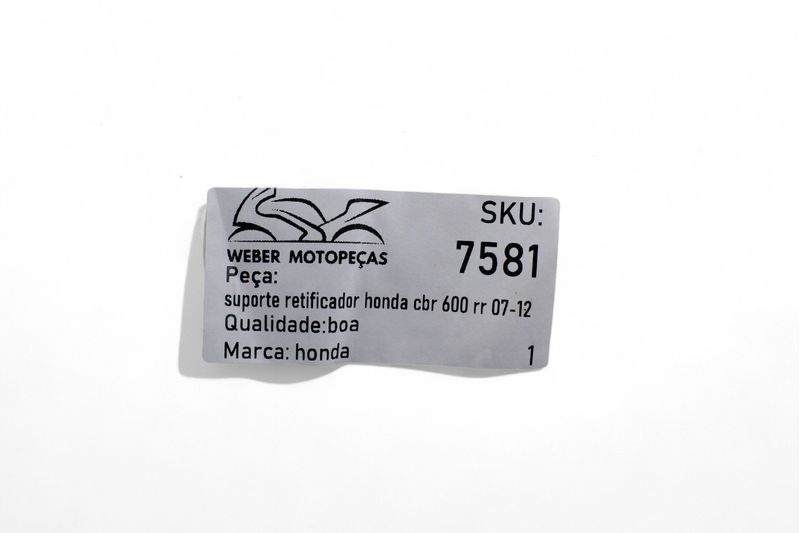 SKU:
7581
WEBER MOTOPEÇAS
Peça:
suporte retificador honda cbr 600 rr 07-12
Qualidade:boa
Marca: honda 1